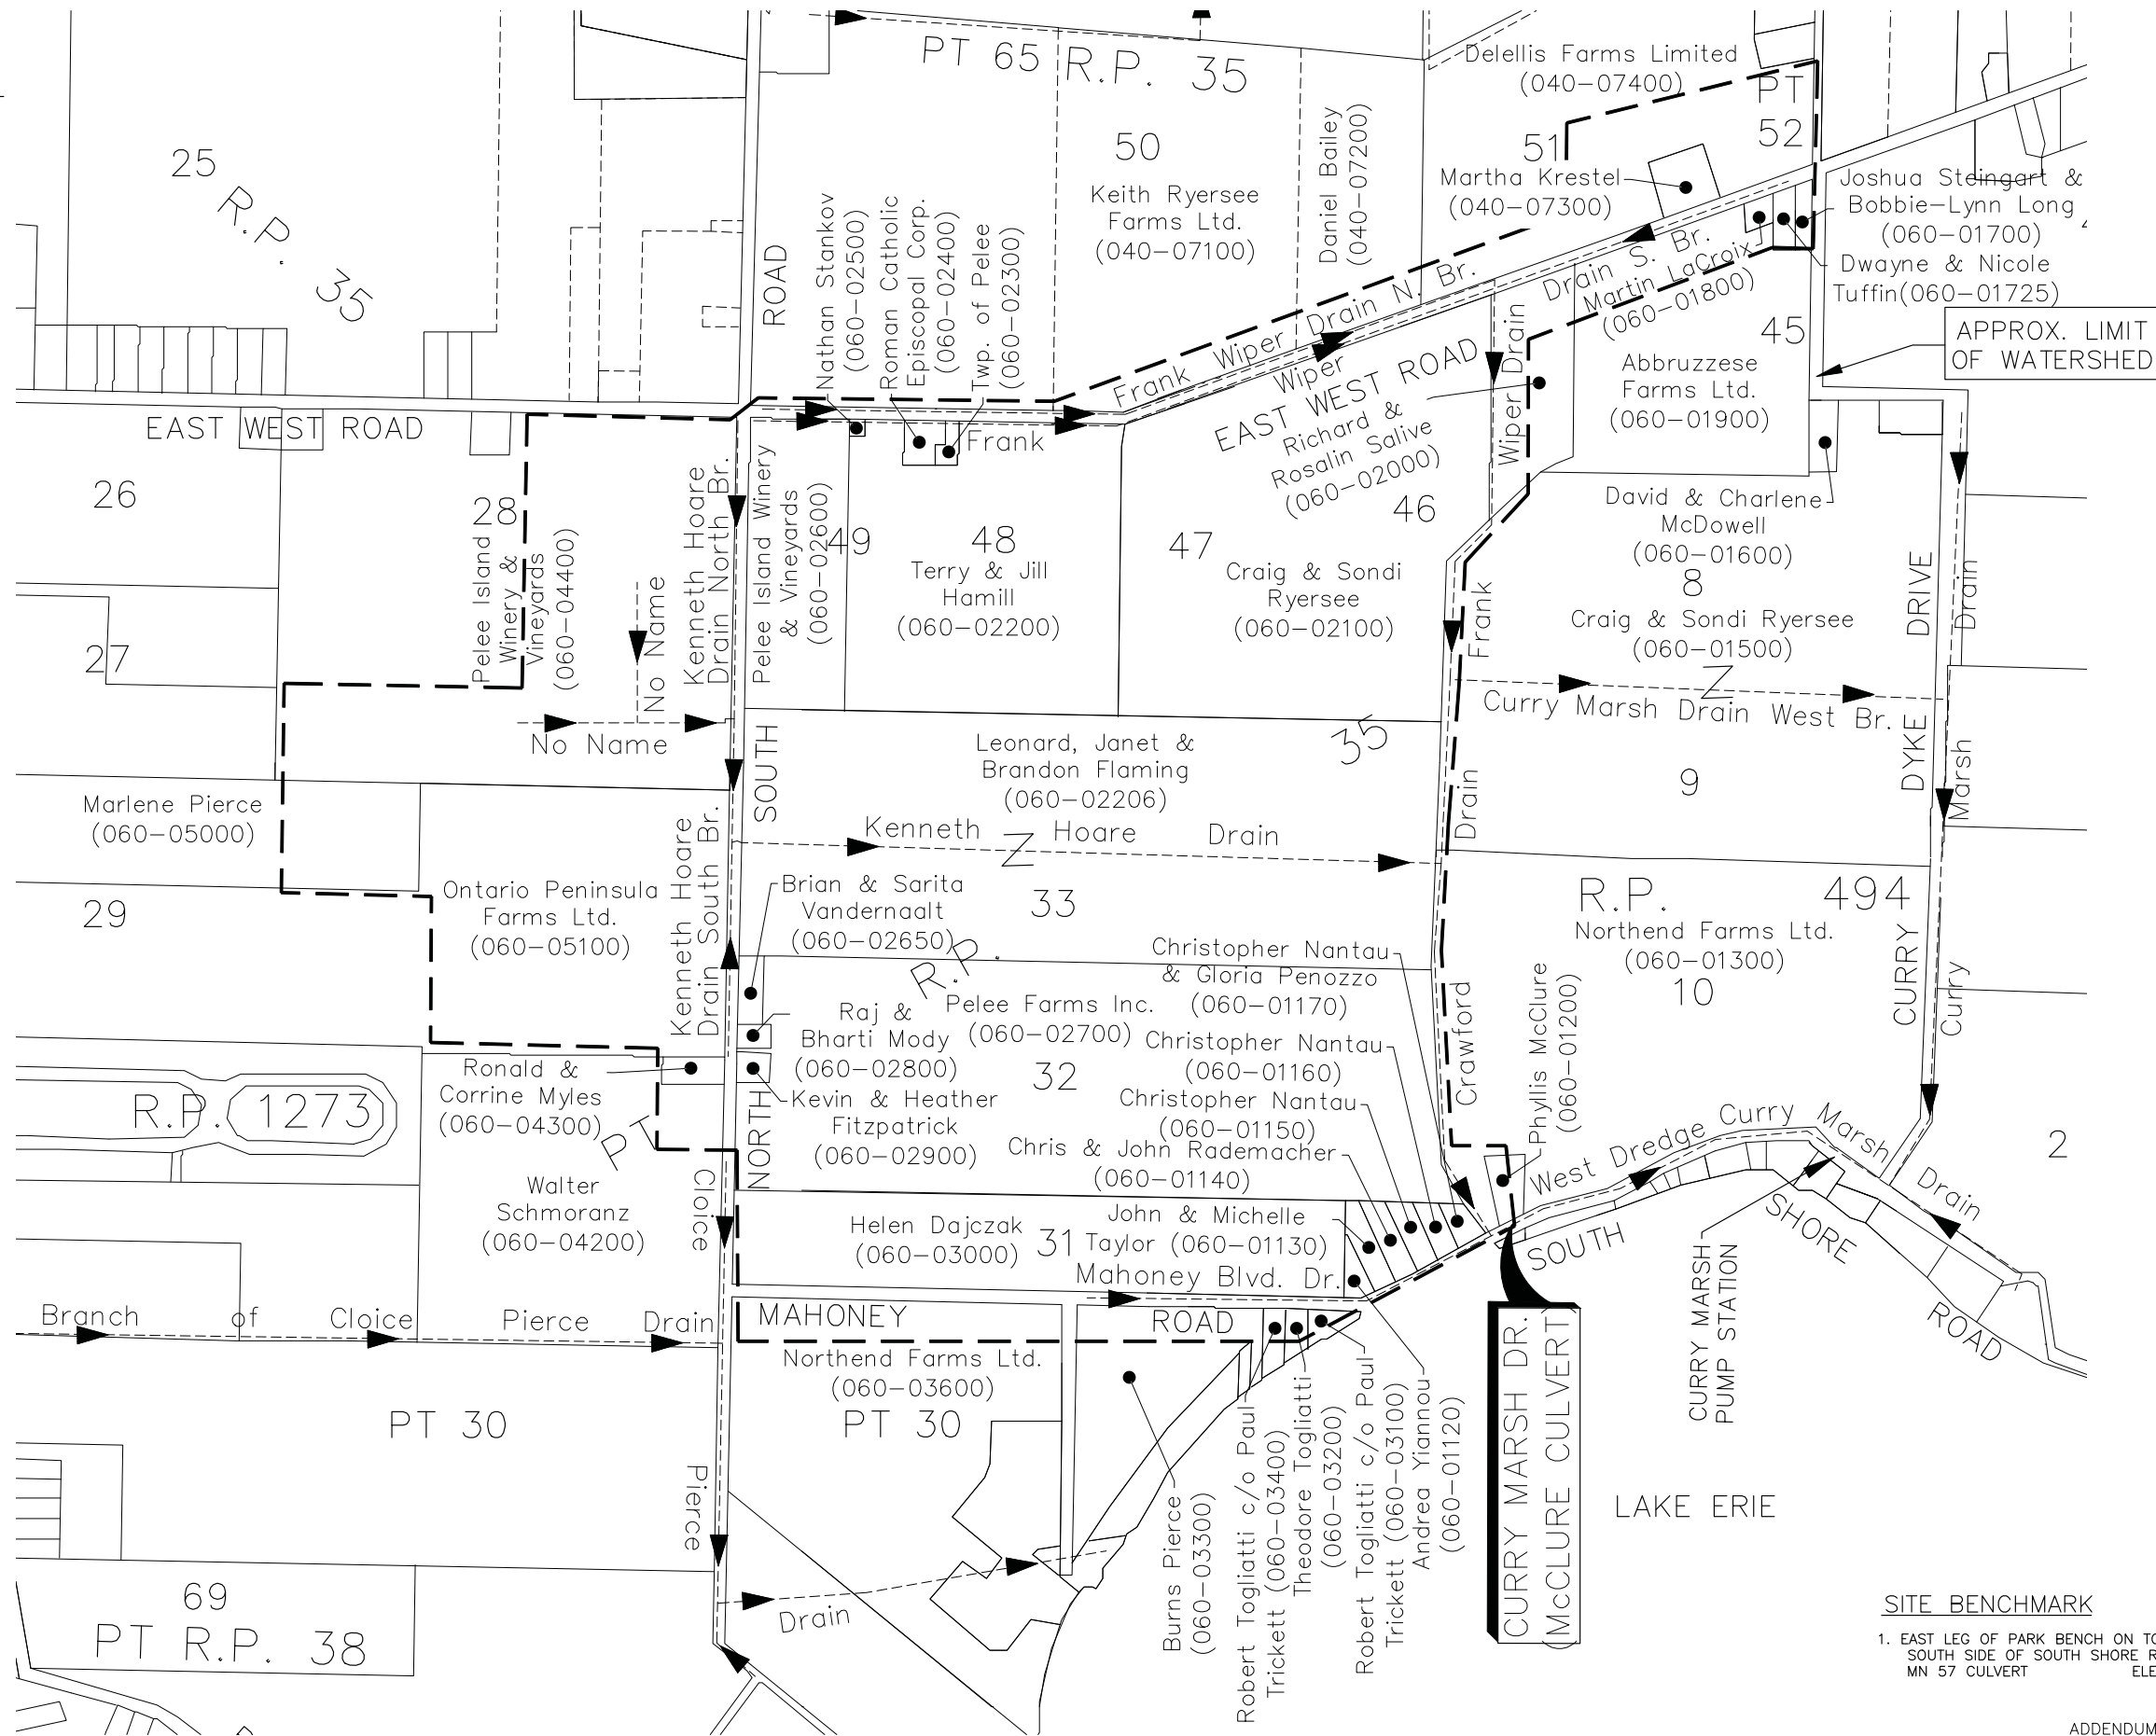 PT 65 R.P. 35
Delellis Farms Limited
(040-07400)
PT
52
51
50
25
R.P. 35
Keith Ryersee
Farms Ltd.
(040-07100)
Daniel Bailey
(040-07200)
Martha Krestel
(040-07300)
Joshua Steingart &
Bobbie-Lynn Long
(060-01700)
Dwayne & Nicole
Tuffin(060-01725)
Martin LaCroix
(060-01800)
APPROX. LIMIT
OF WATERSHED
45
Abbruzzese
Farms Ltd.
(060-01900)
ROAD
Nathan Stankov
(060-02500)
Roman Catholic
Episcopal Corp.
(060-02400)
Twp. of Pelee
(060-02300)
Frank Wiper Drain N. Br.
Frank Wiper Drain S. Br.
EAST WEST ROAD
EAST WEST ROAD
Richard &
Rosalin Salive
(060-02000)
Wiper Drain
26
28
Pelee Island
Winery &
Vineyards
(060-04400)
Kenneth Hoare
Drain North Br.
Pelee Island Winery
& Vineyards
(060-02600)
49
48
Terry & Jill
Hamill
(060-02200)
47
46
Craig & Sondi
Ryersee
(060-02100)
David & Charlene
McDowell
(060-01600)
8
Craig & Sondi Ryersee
(060-01500)
Z
Curry Marsh Drain West Br.
27
No Name
No Name
SOUTH
Leonard, Janet &
Brandon Flaming
(060-02206)
35
Frank
Drain
Crawford
9
CURRY DYKE DRIVE
Curry Marsh Drain
Marlene Pierce
(060-05000)
Kenneth Hoare Drain
Z
33
29
Ontario Peninsula
Farms Ltd.
(060-05100)
Kenneth Hoare
Drain South Br.
Brian & Sarita
Vandernaalt
(060-02650)
R.P.
R.P. 494
Northend Farms Ltd.
(060-01300)
10
Christopher Nantau
& Gloria Penozzo
(060-01170)
Pelee Farms Inc.
(060-02700)
Raj &
Bharti Mody
(060-02800)
Christopher Nantau
(060-01160)
32
Christopher Nantau
(060-01150)
Phyllis McClure
(060-01200)
Ronald &
Corrine Myles
(060-04300)
R.P. 1273
PT
NORTH
Kevin & Heather
Fitzpatrick
(060-02900)
Chris & John Rademacher
(060-01140)
West Dredge Curry Marsh Drain
2
Walter
Schmoranz
(060-04200)
Cloice
Pierce
Helen Dajczak
(060-03000)
31
John & Michelle
Taylor (060-01130)
Mahoney Blvd. Dr.
SOUTH SHORE ROAD
CURRY MARSH
PUMP STATION
Branch of Cloice Pierce Drain
MAHONEY ROAD
Northend Farms Ltd.
(060-03600)
PT 30
PT 30
Burns Pierce
(060-03300)
Robert Togliatti c/o Paul
Trickett (060-03400)
Theodore Togliatti
(060-03200)
Robert Togliatti c/o Paul
Trickett (060-03100)
Andrea Yiannou
(060-01120)
CURRY MARSH DR.
(McCLURE CULVERT)
LAKE ERIE
69
PT R.P. 38
Drain
SITE BENCHMARK
1. EAST LEG OF PARK BENCH ON
SOUTH SIDE OF SOUTH SHORE
MN 57 CULVERT
ADDENDUM